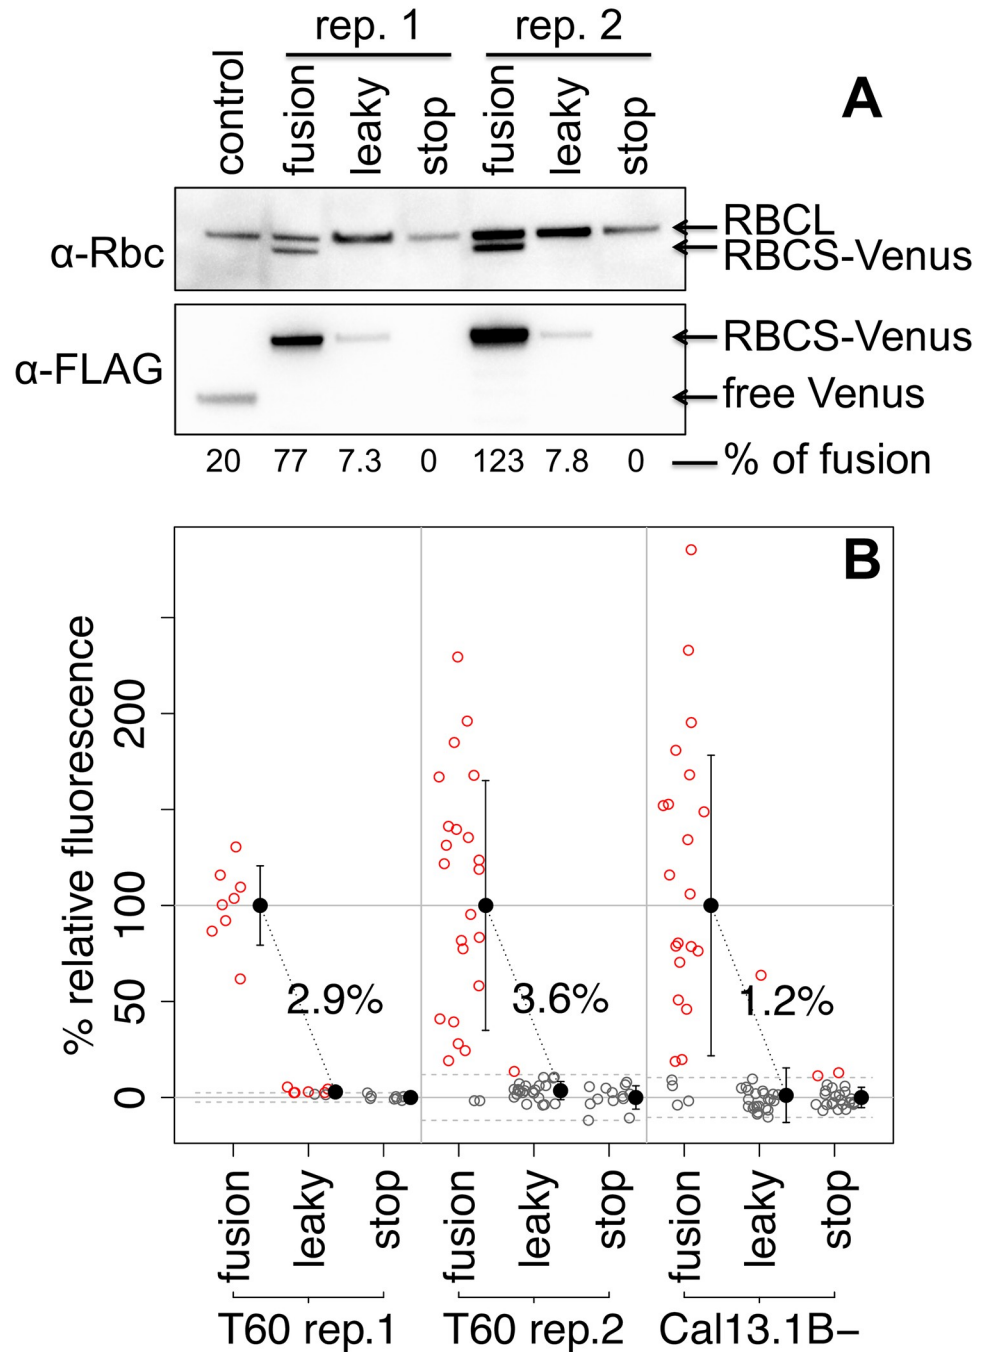 rep. 1 rep. 2
control fusion leaky stop fusion leaky stop
A
α-Rbc
RBCL
RBCS-Venus
α-FLAG
RBCS-Venus
free Venus
20 77 7.3 0 123 7.8 0 % of fusion
B
% relative fluorescence
200
100
50
0
2.9% 3.6% 1.2%
fusion leaky stop fusion leaky stop fusion leaky stop
T60 rep.1 T60 rep.2 Cal13.1B–